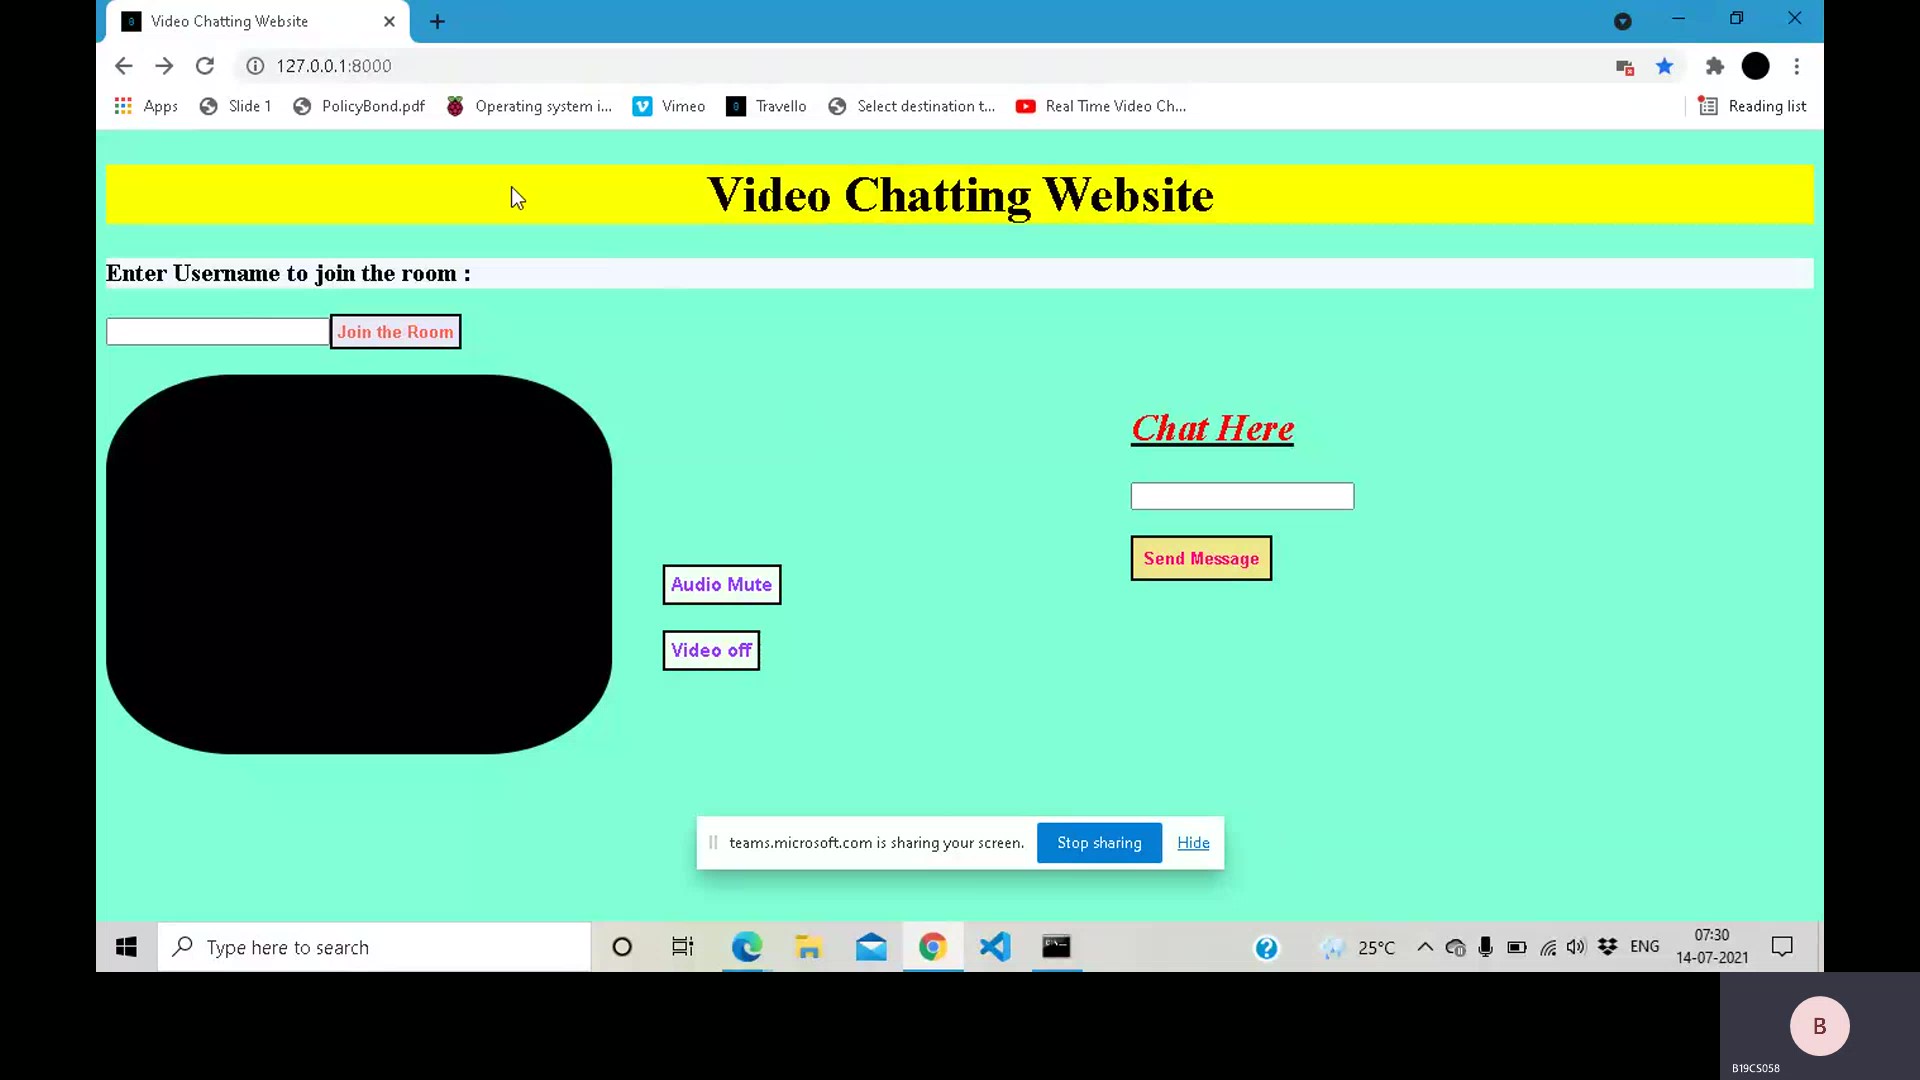 Video Chatting Website
127.0.0.1:8000
Apps Slide 1 PolicyBond.pdf Operating system i... Vimeo Travello Select destination t... Real Time Video Ch... Reading list
Video Chatting Website
Enter Username to join the room :
Join the Room
Chat Here
Send Message
Audio Mute
Video off
teams.microsoft.com is sharing your screen. Stop sharing Hide
Type here to search 25°C ENG 07:30
14-07-2021
B
B19CS058